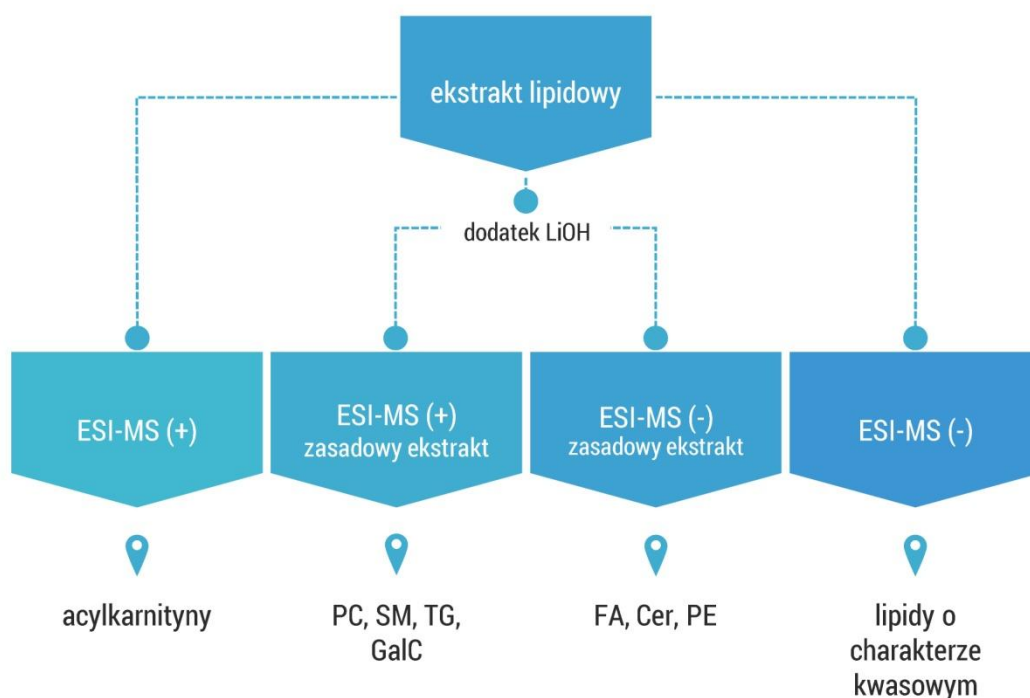 ekstrakt lipidowy
dodatek LiOH
ESI-MS (+)
ESI-MS (+)
zasadowy ekstrakt
ESI-MS (-)
zasadowy ekstrakt
ESI-MS (-)
acylkarnityny
PC, SM, TG,
GalC
FA, Cer, PE
lipidy o
charakterze
kwasowym